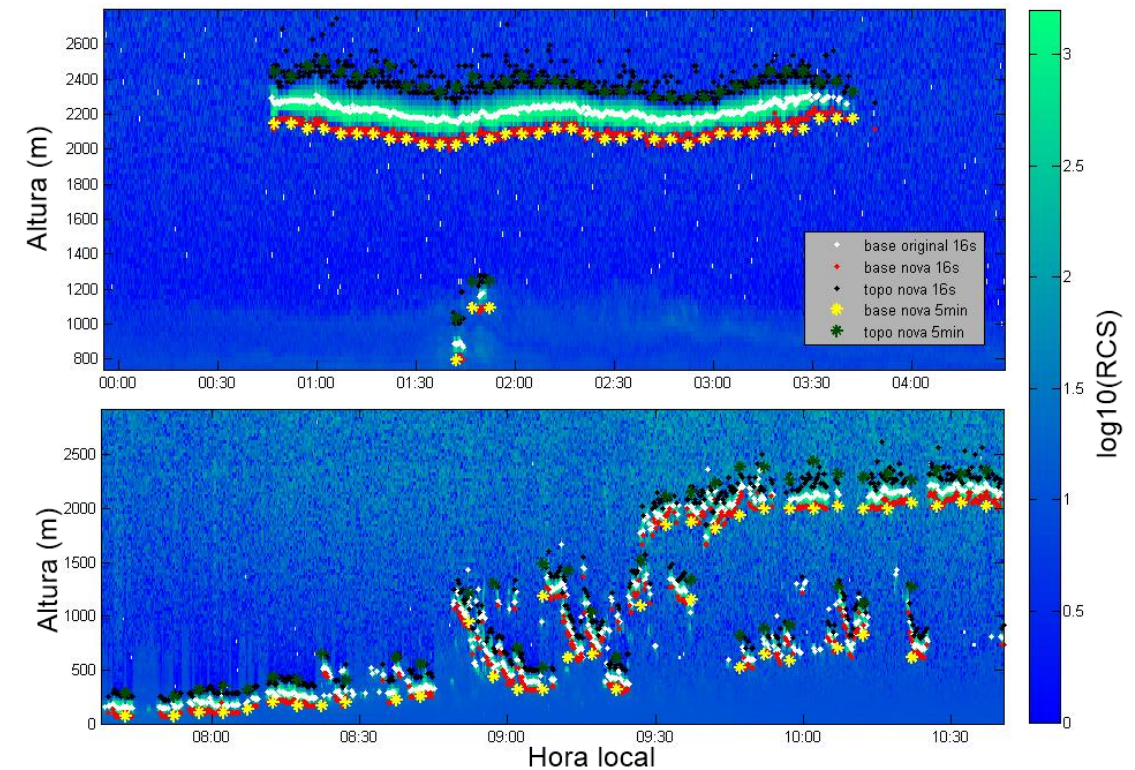 2600
2400
2200
2000
1800
1600
1400
1200
1000
800
Altura (m)
base original 16s
base nova 16s
topo nova 16s
base nova 5min
topo nova 5min
00:00 00:30 01:00 01:30 02:00 02:30 03:00 03:30 04:00
2500
2000
1500
1000
500
0
Altura (m)
08:00 08:30 09:00 09:30 10:00 10:30
Hora local
3
2.5
2
1.5
1
0.5
0
log10(RCS)